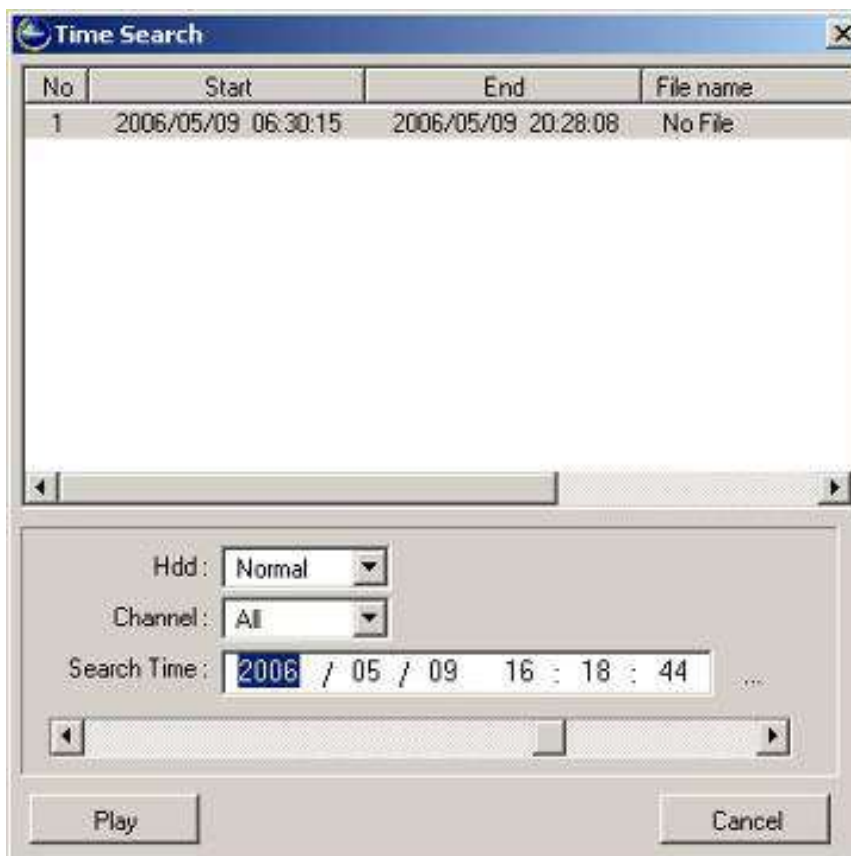 Time Search
No Start End File name
1 2006/05/09 06:30:15 2006/05/09 20:28:08 No File
Hdd : Normal
Channel : All
Search Time : 2006 / 05 / 09 16 : 18 : 44 ...
Play Cancel